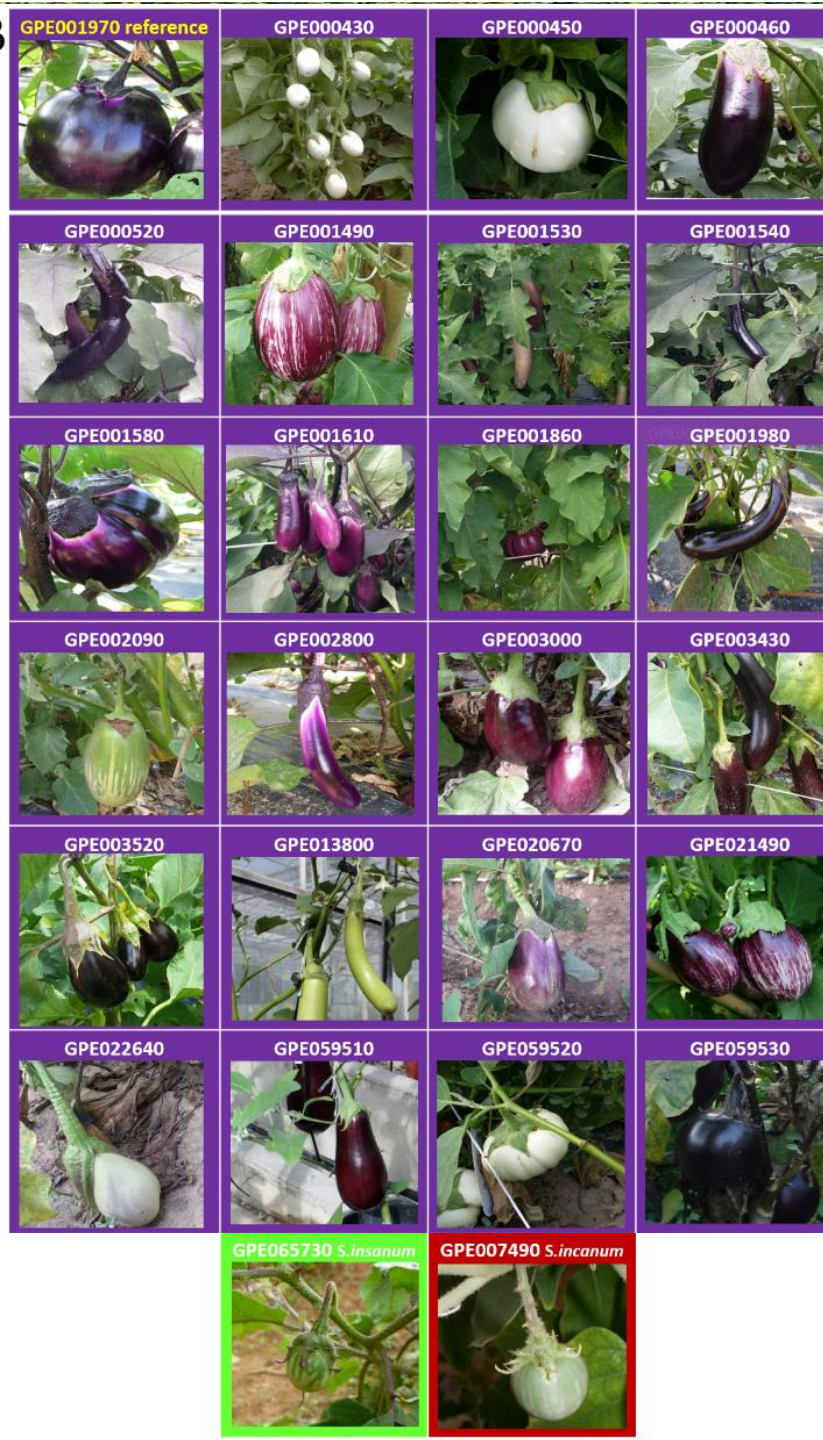 B
GPE001970 reference GPE000430 GPE000450 GPE000460
GPE000520 GPE001490 GPE001530 GPE001540
GPE001580 GPE001610 GPE001860 GPE001980
GPE002090 GPE002800 GPE003000 GPE003430
GPE003520 GPE013800 GPE020670 GPE021490
GPE022640 GPE059510 GPE059520 GPE059530
GPE065730 S.insanum GPE007490 S.incanum